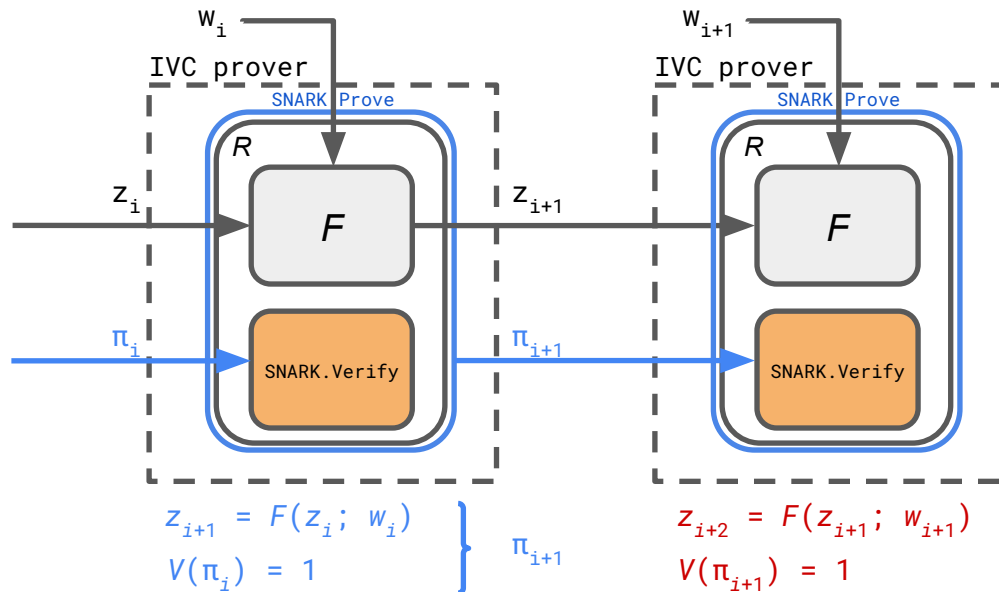 w_i
w_{i+1}
IVC prover
IVC prover
SNARK Prove
SNARK Prove
R
R
z_i
F
z_{i+1}
F
π_i
SNARK.Verify
π_{i+1}
SNARK.Verify
z_{i+1} = F(z_i; w_i)
V(π_i) = 1
π_{i+1}
z_{i+2} = F(z_{i+1}; w_{i+1})
V(π_{i+1}) = 1